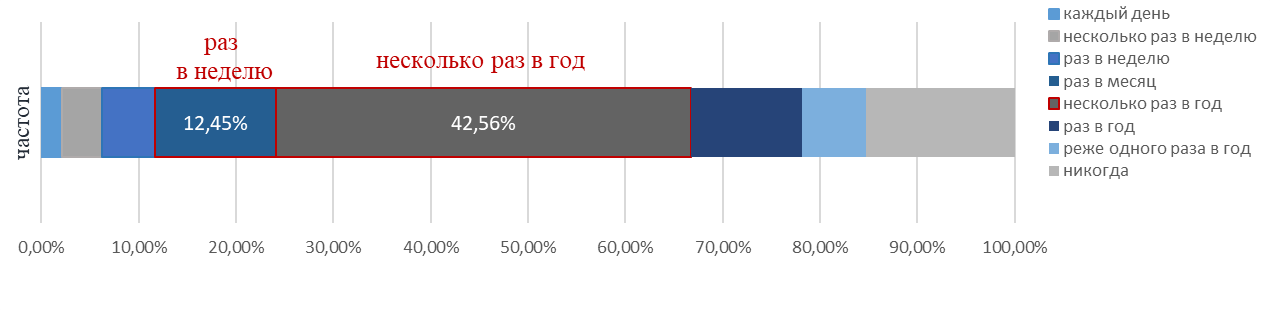 раз
в неделю
несколько раз в год
частота
12,45%
42,56%
0,00%
10,00%
20,00%
30,00%
40,00%
50,00%
60,00%
70,00%
80,00%
90,00%
100,00%
каждый день
несколько раз в неделю
раз в неделю
раз в месяц
несколько раз в год
раз в год
реже одного раза в год
никогда